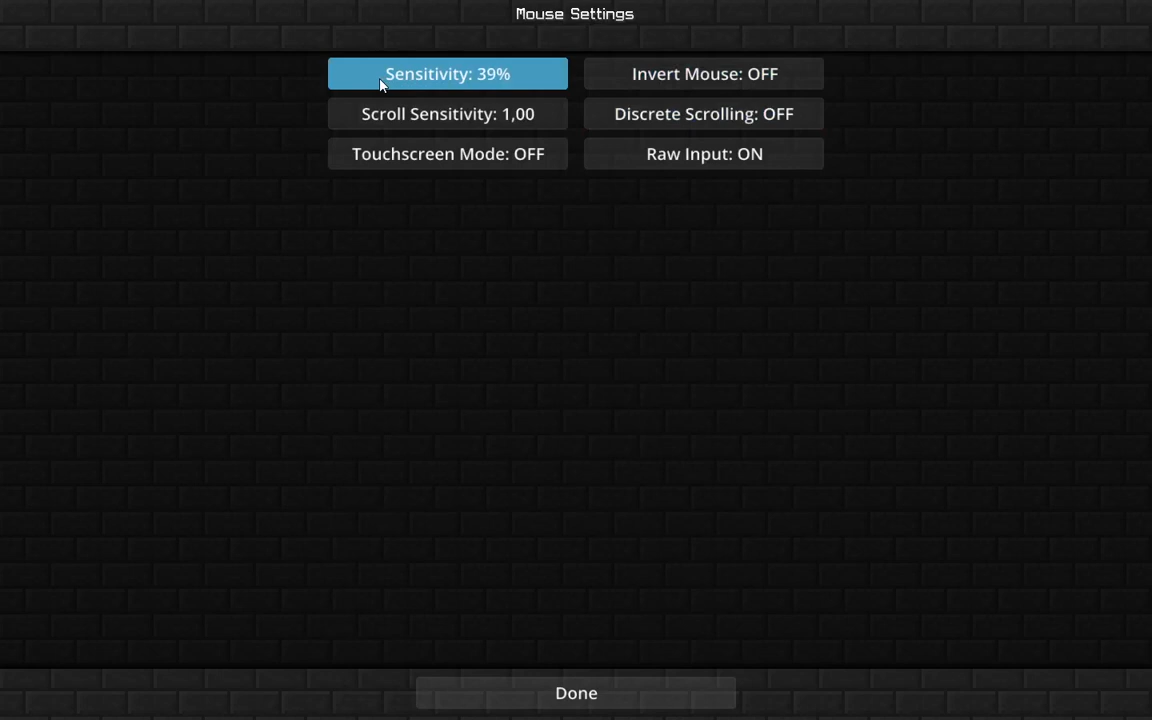 Mouse Settings
Sensitivity: 39%
Invert Mouse: OFF
Scroll Sensitivity: 1,00
Discrete Scrolling: OFF
Touchscreen Mode: OFF
Raw Input: ON
Done